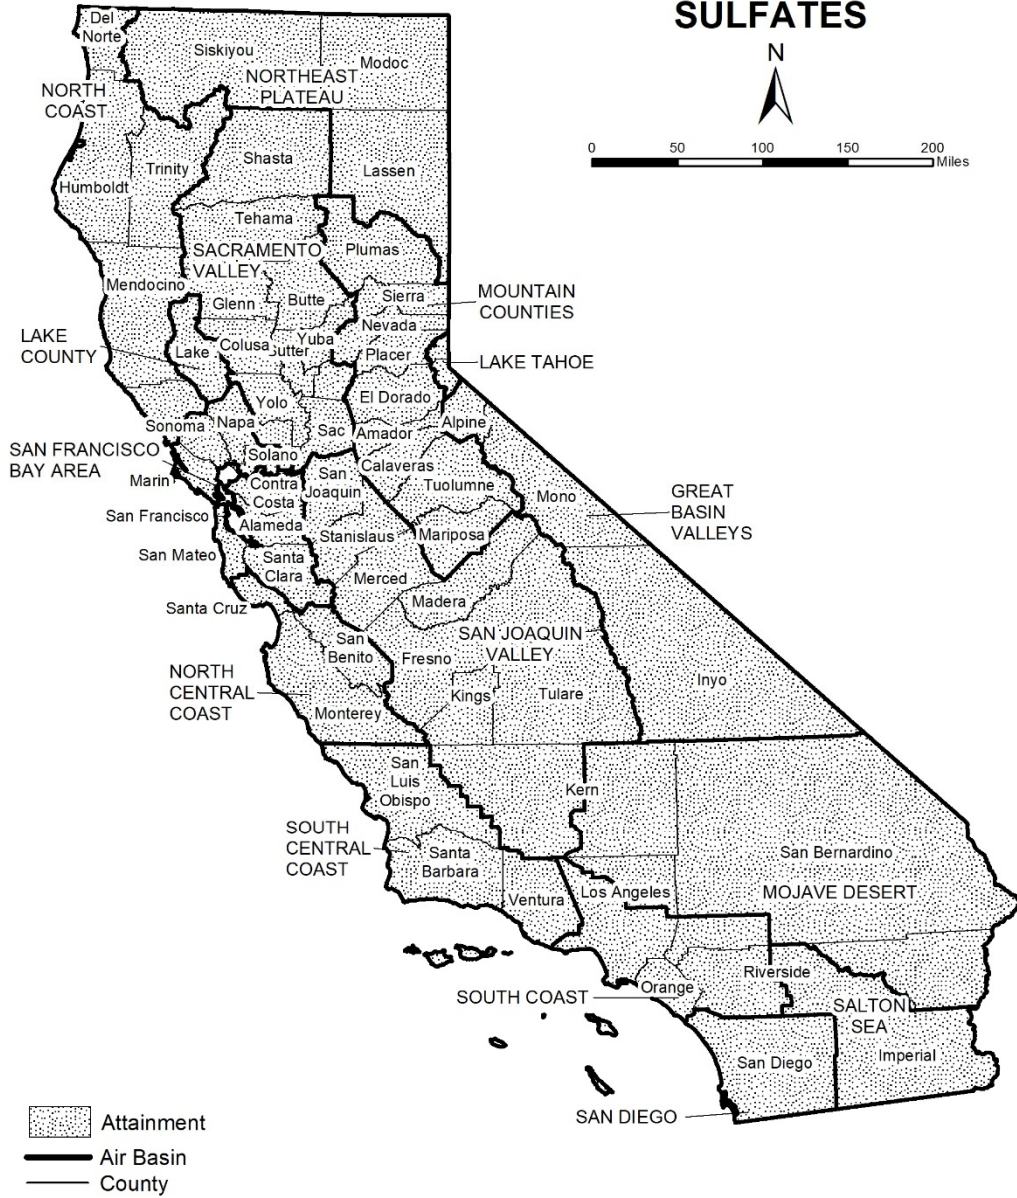 SULFATES
N
0 50 100 150 200
Miles
Del
Norte
Siskiyou
Modoc
NORTHEAST
PLATEAU
NORTH
COAST
Shasta
Trinity
Lassen
Humboldt
Tehama
SACRAMENTO
VALLEY
Plumas
Mendocino
Glenn
Butte
Sierra
MOUNTAIN
COUNTIES
Nevada
LAKE
COUNTY
Lake
Colusa
Sutter
Yuba
Placer
LAKE TAHOE
Yolo
El Dorado
Sonoma
Napa
Sac
Amador
Alpine
SAN FRANCISCO
BAY AREA
Solano
Calaveras
Marin
Contra
Costa
San
Joaquin
Tuolumne
Mono
GREAT
BASIN
VALLEYS
San Francisco
Alameda
Stanislaus
Mariposa
San Mateo
Santa
Clara
Merced
Madera
Santa Cruz
San
Benito
SAN JOAQUIN
VALLEY
Fresno
NORTH
CENTRAL
COAST
Monterey
Kings
Tulare
Inyo
San
Luis
Obispo
Kern
SOUTH
CENTRAL
COAST
Santa
Barbara
San Bernardino
MOJAVE DESERT
Ventura
Los Angeles
Orange
Riverside
SOUTH COAST
SALTON
SEA
San Diego
Imperial
SAN DIEGO
Attainment
Air Basin
County